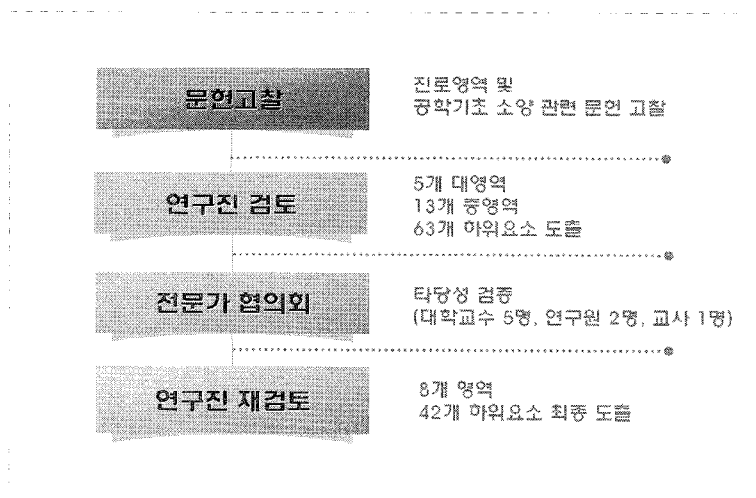 문헌고찰
진로영역 및
공학기초 소양 관련 문헌 고찰
연구진 검토
5개 대영역
13개 중영역
63개 하위요소 도출
전문가 협의회
타당성 검증
(대학교수 5명, 연구원 2명, 교사 1명)
연구진 재검토
8개 영역
42개 하위요소 최종 도출